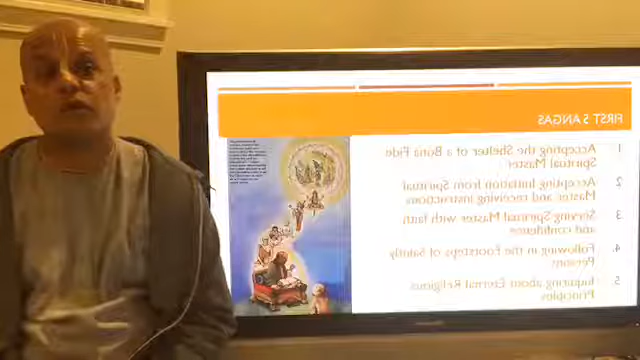 FIRST 5 ANGAS
1 Accepting the Shelter of a Bona Fide
Spiritual Master
2 Accepting Initiation from Spiritual
Master and receiving instructions
3 Serving Spiritual Master with faith
and confidence
4. Following in the Footsteps of Saintly
Persons
5. Inquiring about Eternal Religious
Principles